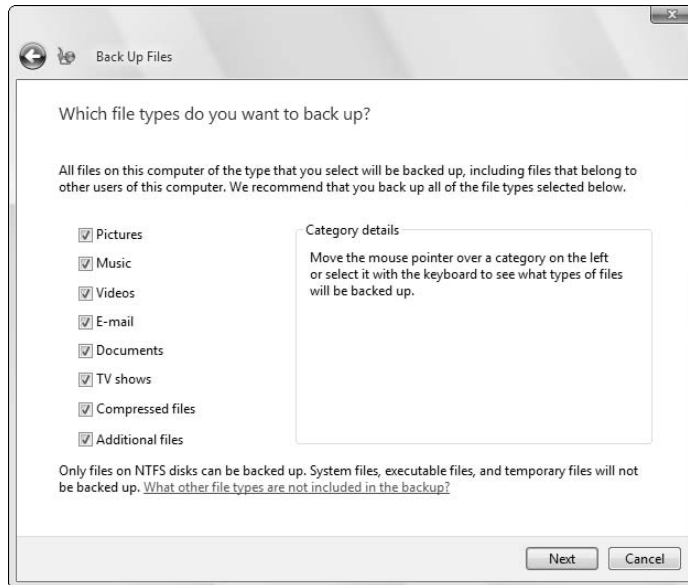 Back Up Files
Which file types do you want to back up?
All files on this computer of the type that you select will be backed up, including files that belong to
other users of this computer. We recommend that you back up all of the file types selected below.
Pictures
Music
Videos
E-mail
Documents
TV shows
Compressed files
Additional files
Category details
Move the mouse pointer over a category on the left
or select it with the keyboard to see what types of files
will be backed up.
Only files on NTFS disks can be backed up. System files, executable files, and temporary files will not
be backed up. What other file types are not included in the backup?
Next
Cancel